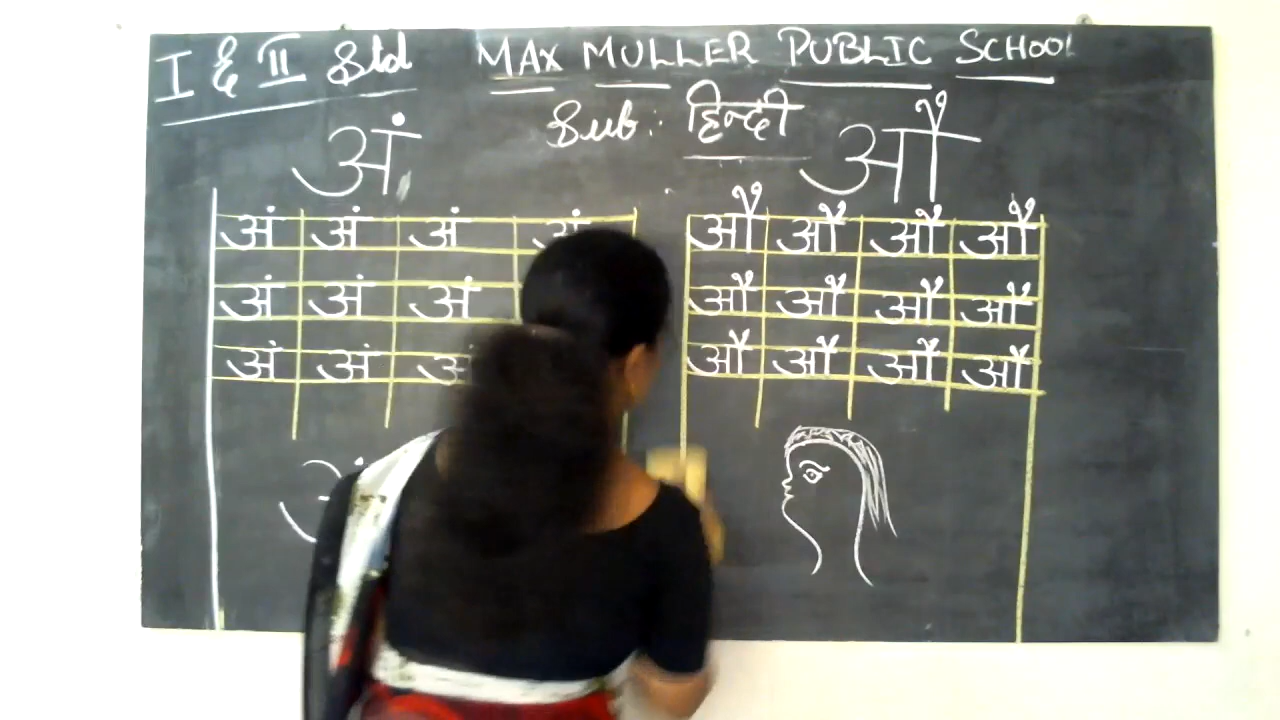 I & II Std MAX MULLER PUBLIC SCHOOL
Sub: हिन्दी
अं औ
अं अं अं अं औ औ औ औ
अं अं अं औ औ औ औ
अं अं अं औ औ औ औ